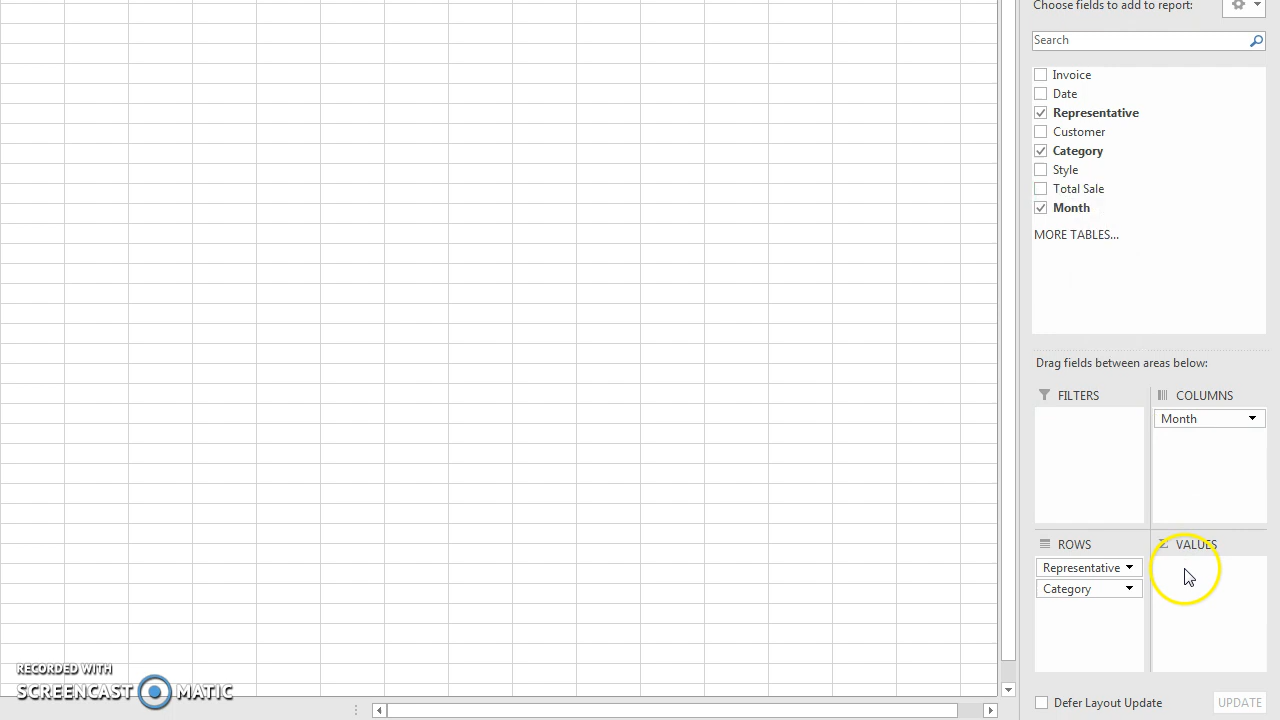 Choose fields to add to report:
Search
Invoice
Date
Representative
Customer
Category
Style
Total Sale
Month
MORE TABLES...
Drag fields between areas below:
FILTERS
COLUMNS
Month
ROWS
Σ VALUES
Representative
Category
Defer Layout Update
UPDATE
RECORDED WITH
SCREENCAST MATIC